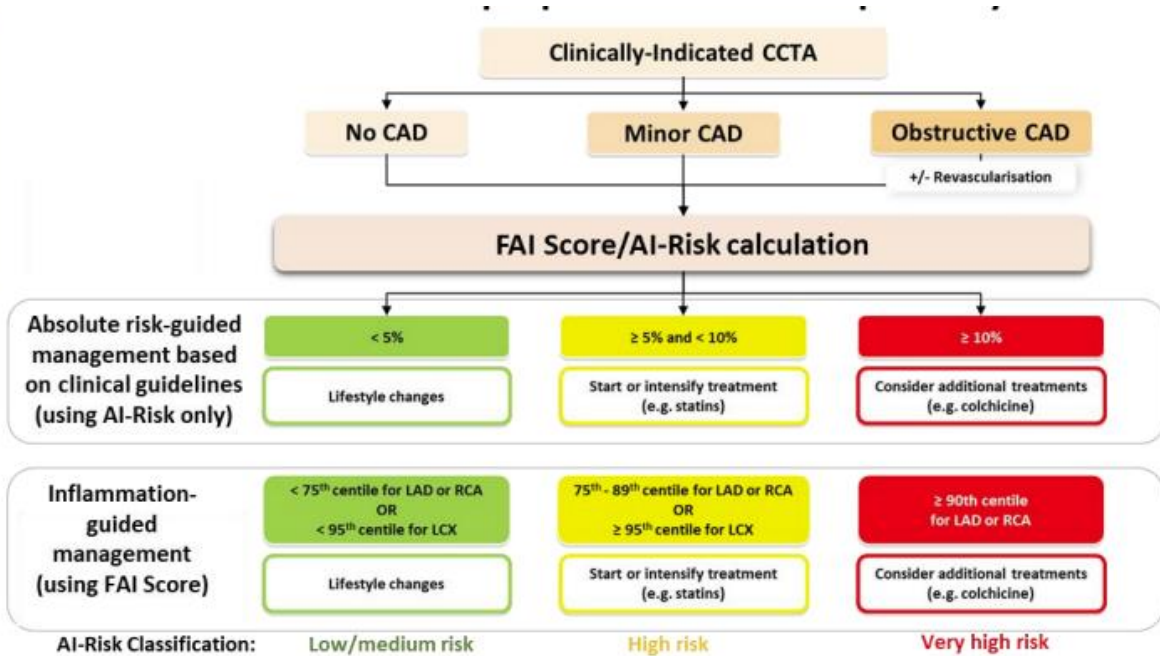 Clinically-Indicated CCTA
No CAD
Minor CAD
Obstructive CAD
+/- Revascularisation
FAI Score/AI-Risk calculation
Absolute risk-guided
management based
on clinical guidelines
(using AI-Risk only)
< 5%
≥ 5% and < 10%
≥ 10%
Lifestyle changes
Start or intensify treatment
(e.g. statins)
Consider additional treatments
(e.g. colchicine)
Inflammation-
guided
management
(using FAI Score)
< 75th centile for LAD or RCA
OR
< 95th centile for LCX
75th - 89th centile for LAD or RCA
OR
≥ 95th centile for LCX
≥ 90th centile
for LAD or RCA
Lifestyle changes
Start or intensify treatment
(e.g. statins)
Consider additional treatments
(e.g. colchicine)
AI-Risk Classification:
Low/medium risk
High risk
Very high risk